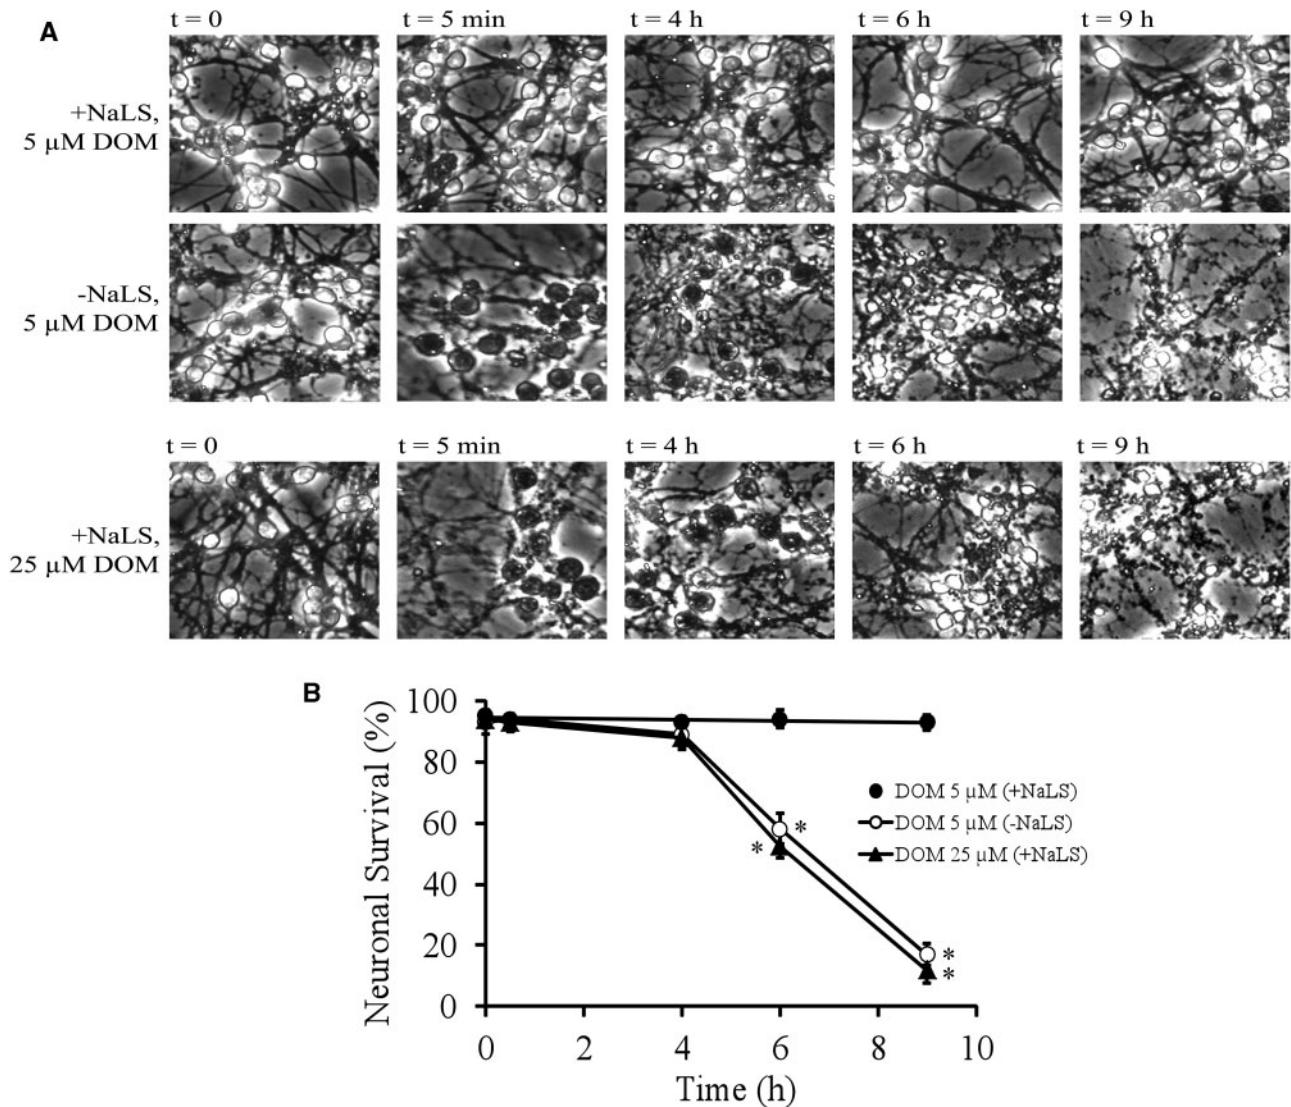 A
t = 0 t = 5 min t = 4 h t = 6 h t = 9 h
+NaLS,
5 µM DOM
-NaLS,
5 µM DOM
t = 0 t = 5 min t = 4 h t = 6 h t = 9 h
+NaLS,
25 µM DOM
B
Neuronal Survival (%)
100
80
60
40
20
0
* *
*
*
DOM 5 µM (+NaLS)
DOM 5 µM (-NaLS)
DOM 25 µM (+NaLS)
0 2 4 6 8 10
Time (h)